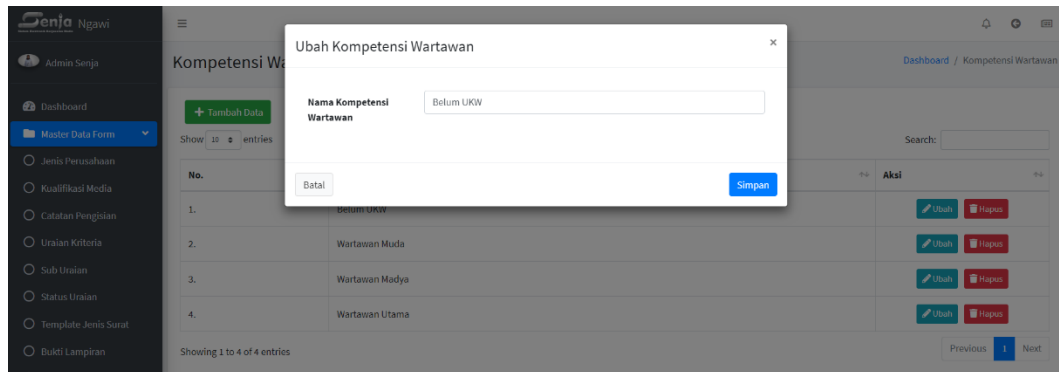 Senja Ngawi
Admin Senja
Dashboard
Master Data Form
Jenis Perusahaan
Kualifikasi Media
Catatan Pengisian
Uraian Kriteria
Sub Uraian
Status Uraian
Template Jenis Surat
Bukti Lampiran
Kompetensi Wa
Dashboard / Kompetensi Wartawan
+ Tambah Data
Show 10 entries
Search:
Ubah Kompetensi Wartawan ×
Nama Kompetensi
Wartawan
Belum UKW
Batal Simpan
No. Aksi
1. Belum UKW Ubah Hapus
2. Wartawan Muda Ubah Hapus
3. Wartawan Madya Ubah Hapus
4. Wartawan Utama Ubah Hapus
Showing 1 to 4 of 4 entries
Previous 1 Next